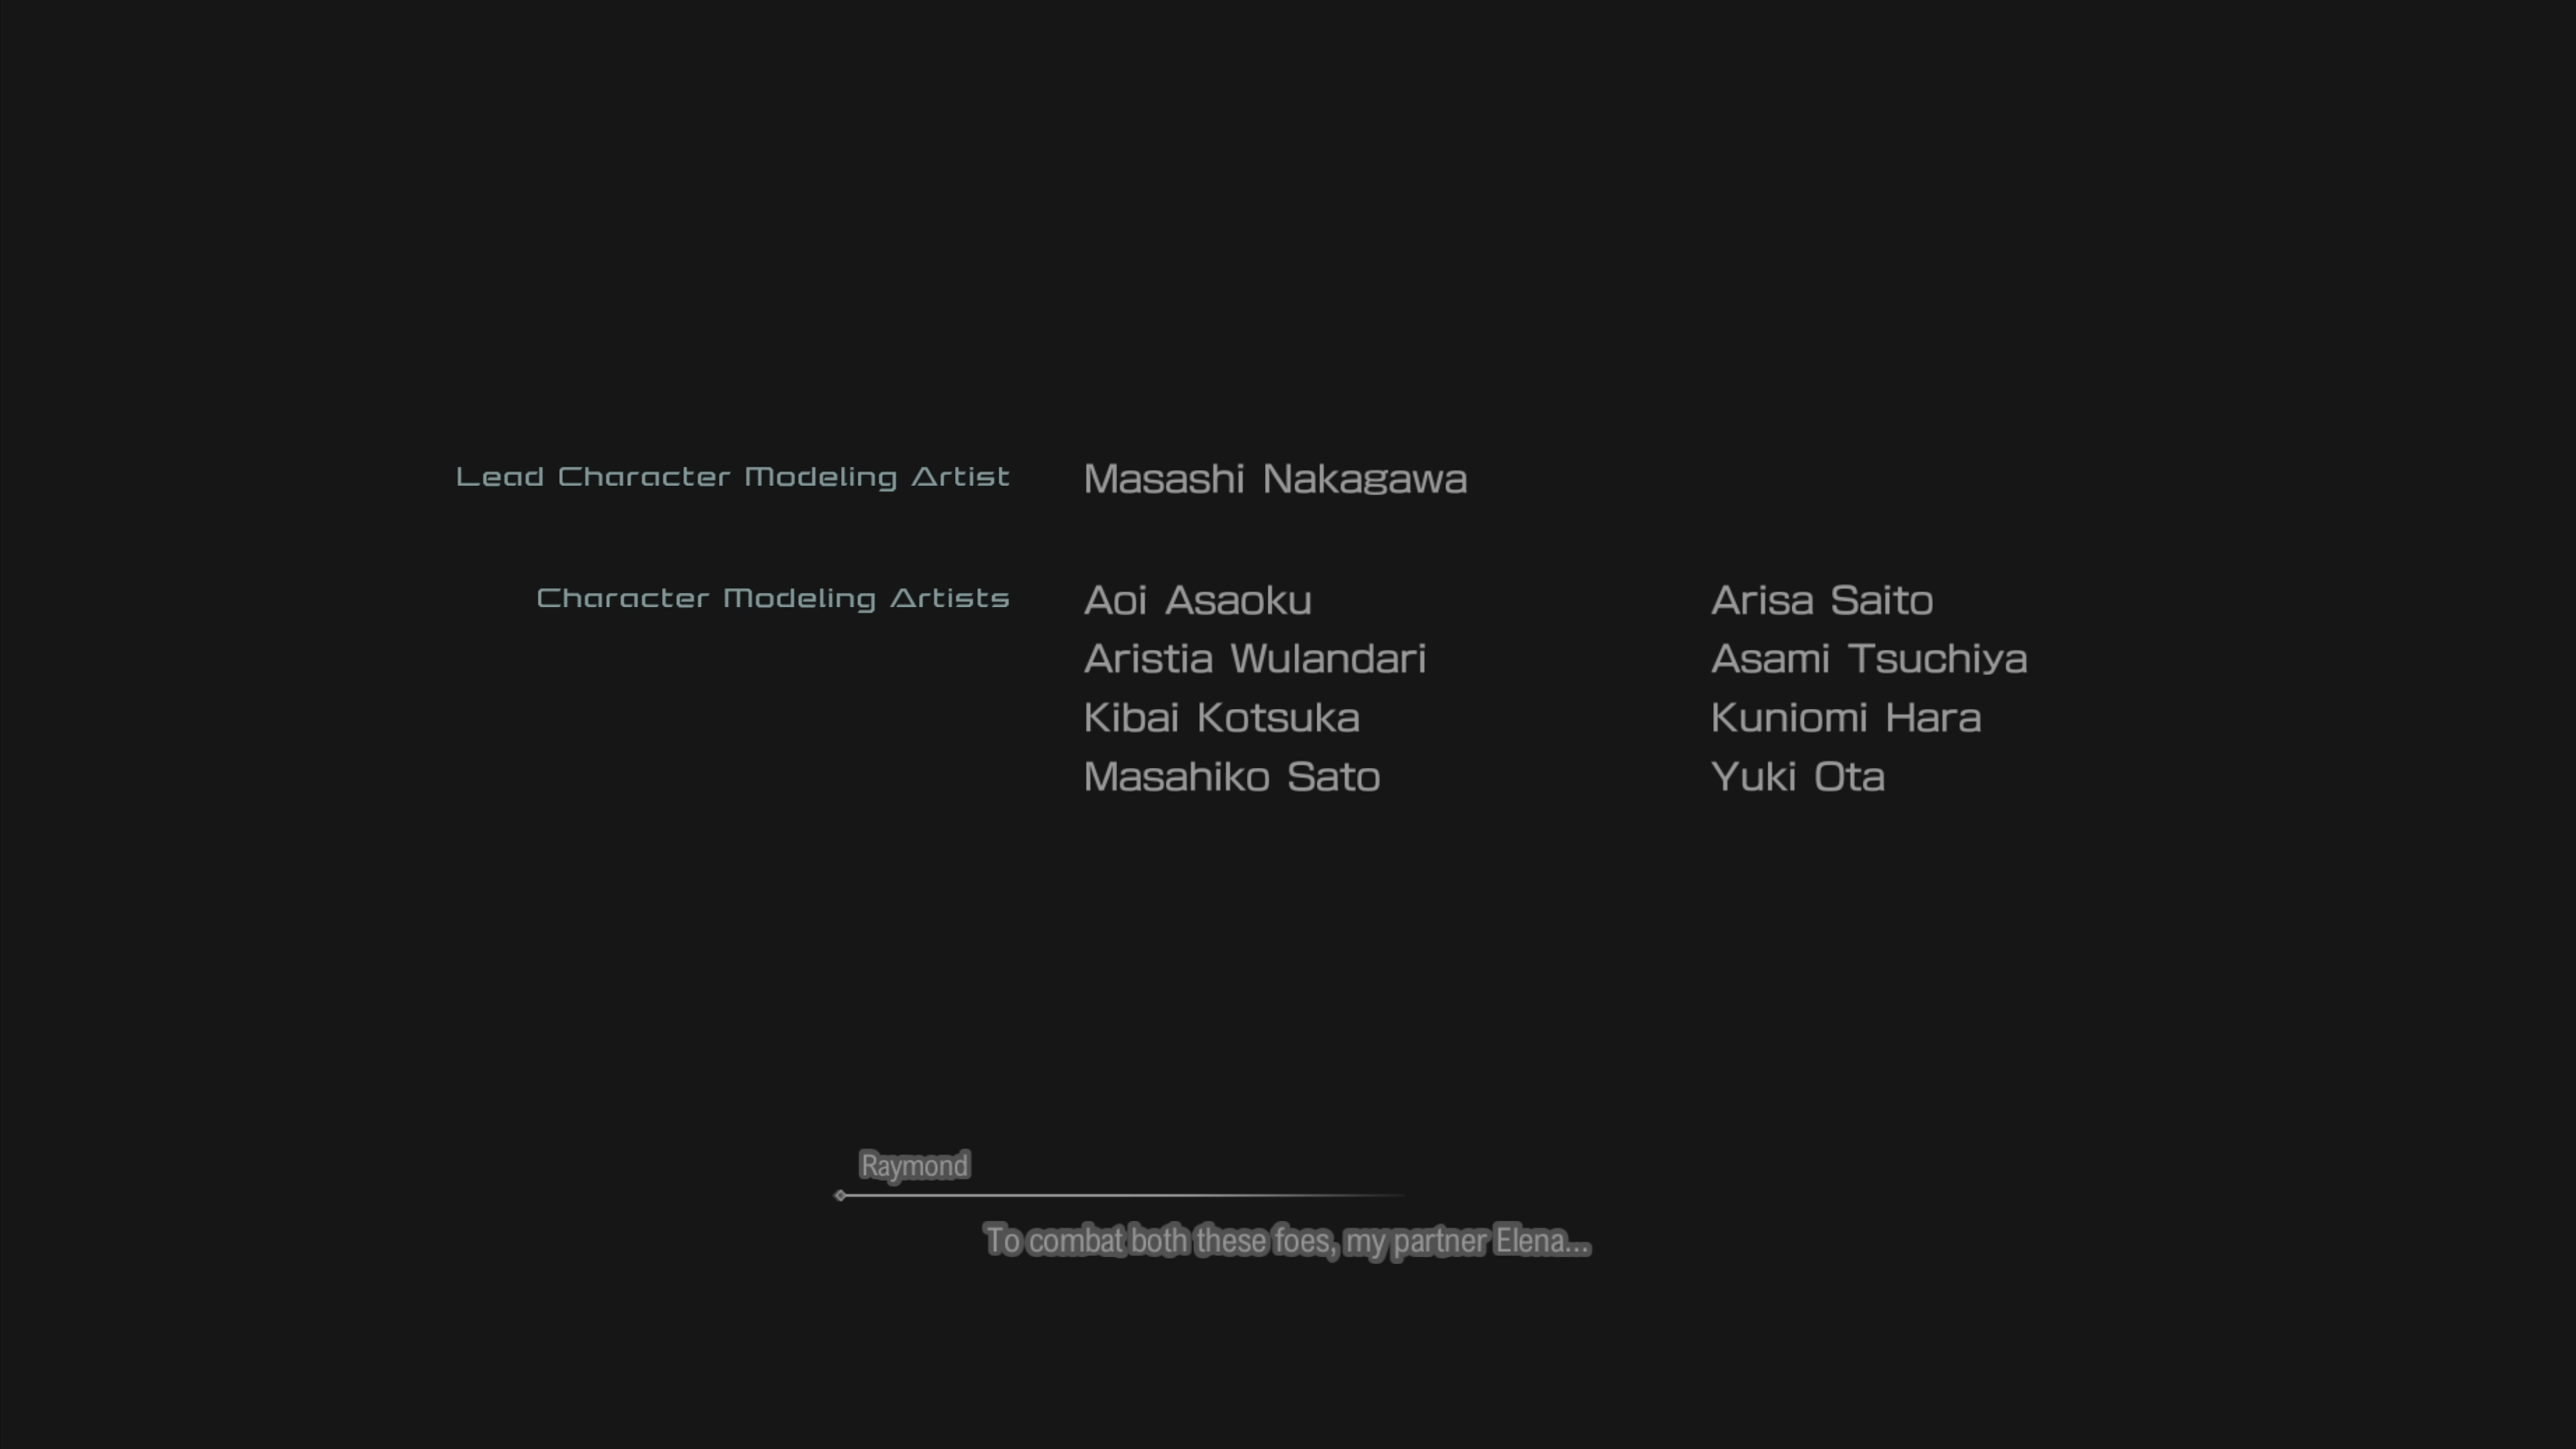 Lead Character Modeling Artist Masashi Nakagawa
Character Modeling Artists Aoi Asaoku Arisa Saito
Aristia Wulandari Asami Tsuchiya
Kibai Kotsuka Kuniomi Hara
Masahiko Sato Yuki Ota
Raymond
To combat both these foes, my partner Elena...